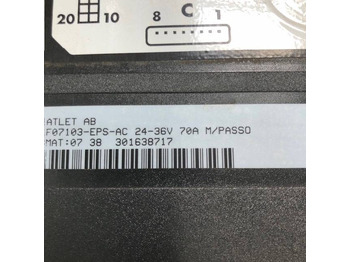 20 10 8 C 1
ATLET AB
F07103-EPS-AC 24-36V 70A M/PASSO
MAT:07 38 301638717